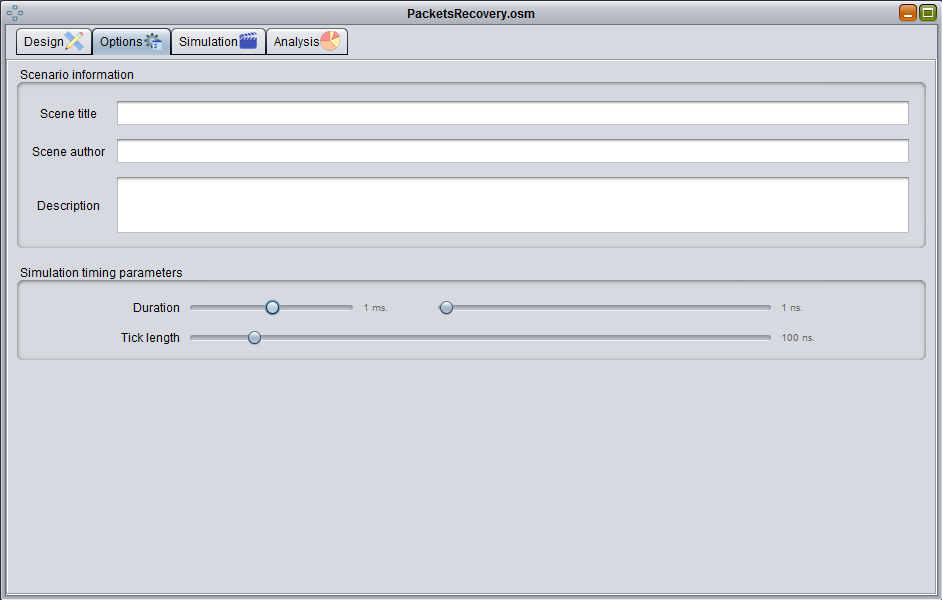 PacketsRecovery.osm
Design Options Simulation Analysis
Scenario information
Scene title
Scene author
Description
Simulation timing parameters
Duration 1 ms. 1 ns.
Tick length 100 ns.